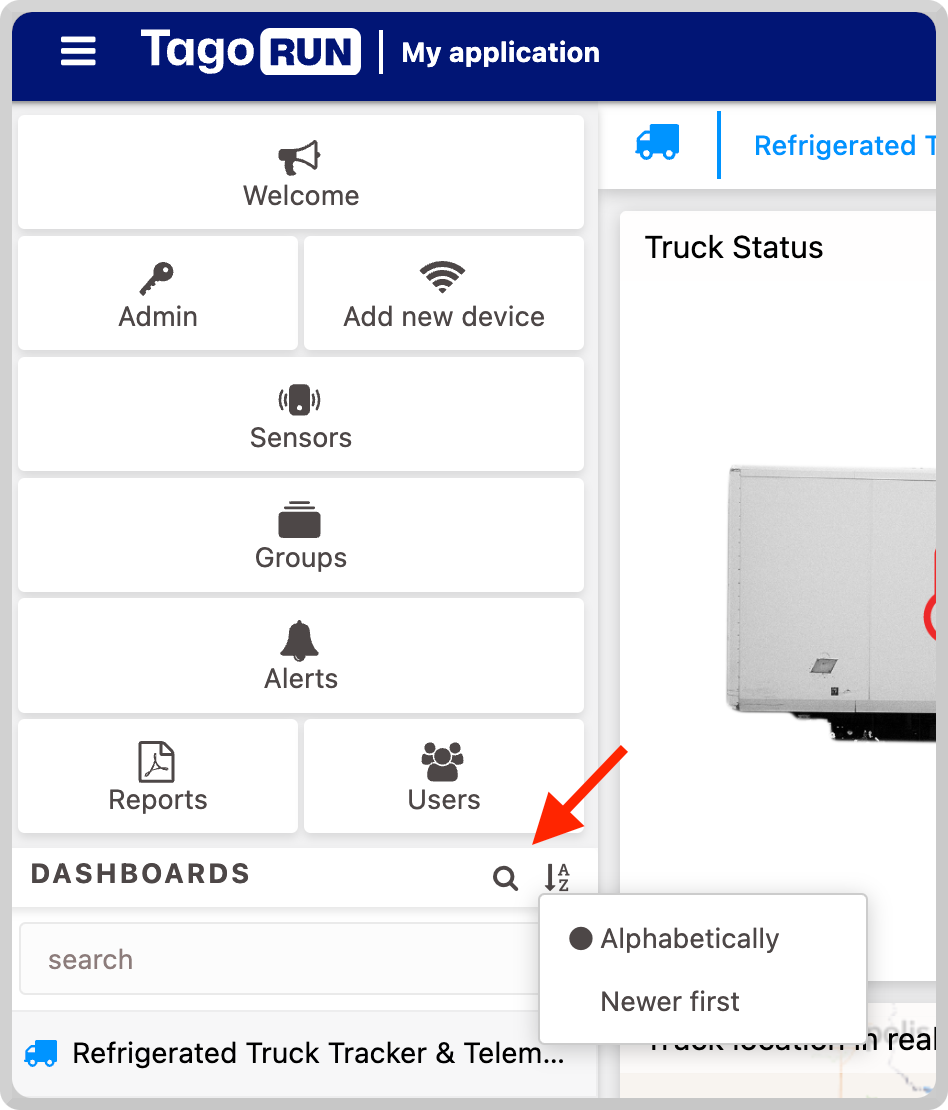 TagoRUN | My application
Welcome
Refrigerated T
Admin
Add new device
Truck Status
Sensors
Groups
Alerts
Reports
Users
DASHBOARDS
A
Z
search
Alphabetically
Newer first
Refrigerated Truck Tracker & Telem...
Truck location in real